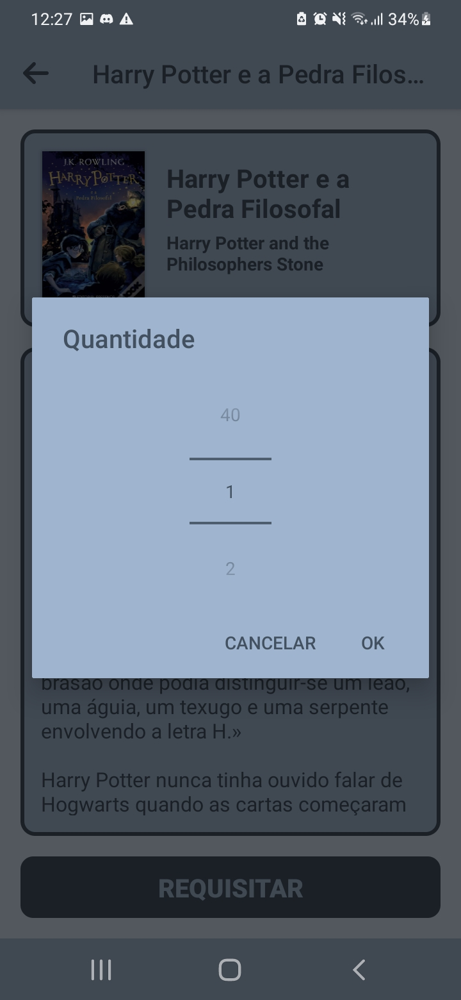 12:27
34%
Harry Potter e a Pedra Filos...
J.K. ROWLING
HARRY POTTER
e a
Pedra Filosofal
Harry Potter e a
Pedra Filosofal
Harry Potter and the
Philosophers Stone
Quantidade
40
1
2
CANCELAR
OK
brasão onde podia distinguir-se um leão,
uma águia, um texugo e uma serpente
envolvendo a letra H.»
Harry Potter nunca tinha ouvido falar de
Hogwarts quando as cartas começaram
REQUISITAR